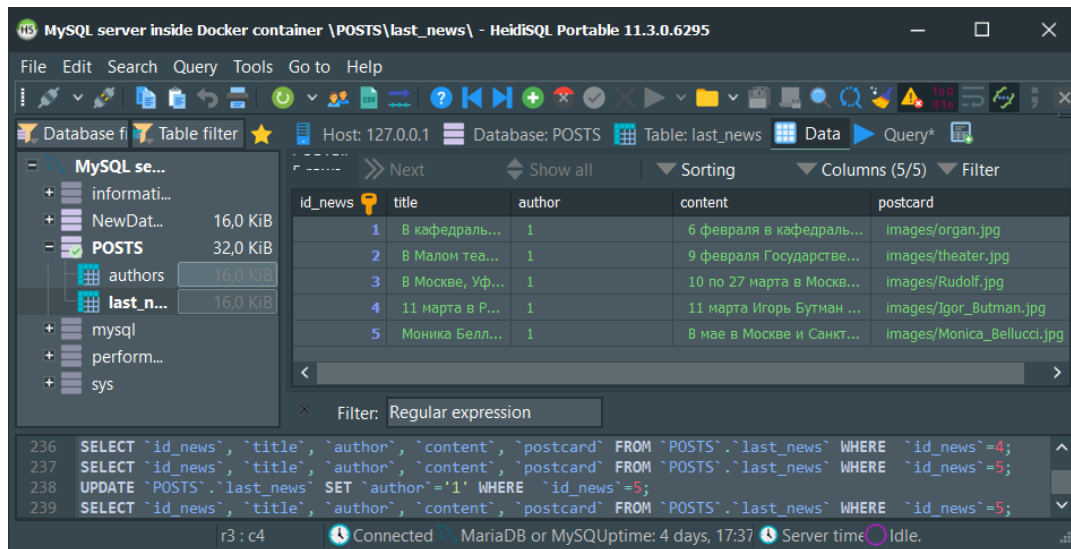 MySQL server inside Docker container \POSTS\last_news\ - HeidiSQL Portable 11.3.0.6295
File Edit Search Query Tools Go to Help
Database fi Table filter Host: 127.0.0.1 Database: POSTS Table: last_news Data Query*
MySQL se...
informati...
NewDat... 16,0 KiB
POSTS 32,0 KiB
authors 16,0 KiB
last_n... 16,0 KiB
mysql
perform...
sys
Next Show all Sorting Columns (5/5) Filter
id_news title author content postcard
1 В кафедраль... 1 6 февраля в кафедраль... images/organ.jpg
2 В Малом теа... 1 9 февраля Государстве... images/theater.jpg
3 В Москве, Уф... 1 10 по 27 марта в Москв... images/Rudolf.jpg
4 11 марта в Р... 1 11 марта Игорь Бутман ... images/Igor_Butman.jpg
5 Моника Белл... 1 В мае в Москве и Санкт... images/Monica_Bellucci.jpg
Filter: Regular expression
236 SELECT `id_news`, `title`, `author`, `content`, `postcard` FROM `POSTS`.`last_news` WHERE `id_news`=4;
237 SELECT `id_news`, `title`, `author`, `content`, `postcard` FROM `POSTS`.`last_news` WHERE `id_news`=5;
238 UPDATE `POSTS`.`last_news` SET `author`='1' WHERE `id_news`=5;
239 SELECT `id_news`, `title`, `author`, `content`, `postcard` FROM `POSTS`.`last_news` WHERE `id_news`=5;
r3 : c4 Connected MariaDB or MySQL Uptime: 4 days, 17:37 Server time Idle.